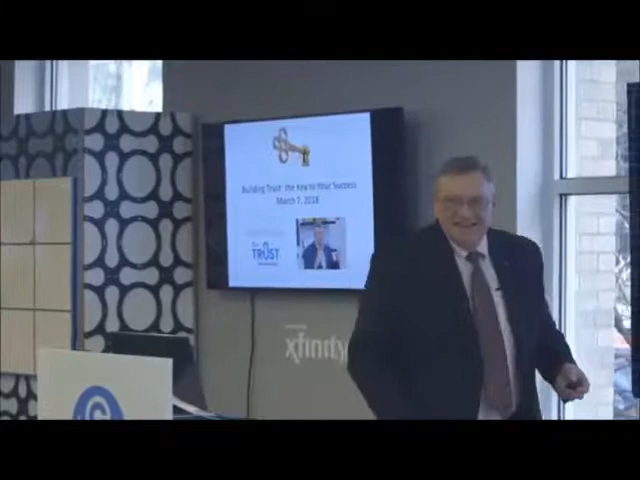 Building Trust: the Key to Your Success
March 7, 2018
TRUST
xfinity